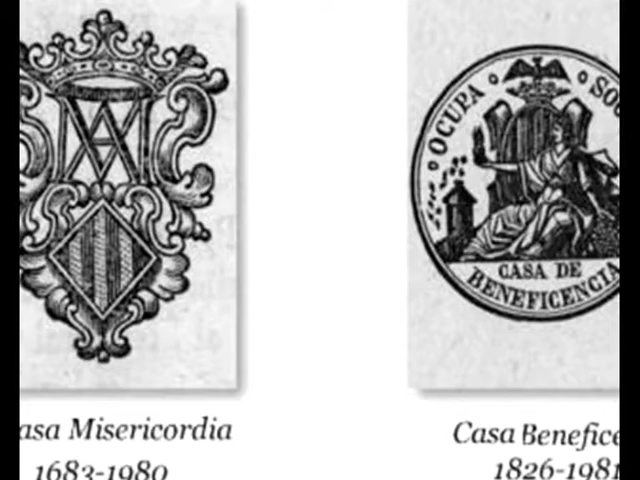 OCUPA
CASA DE
BENEFICENCIA
asa Misericordia
1683-1980
Casa Benefice
1826-1981